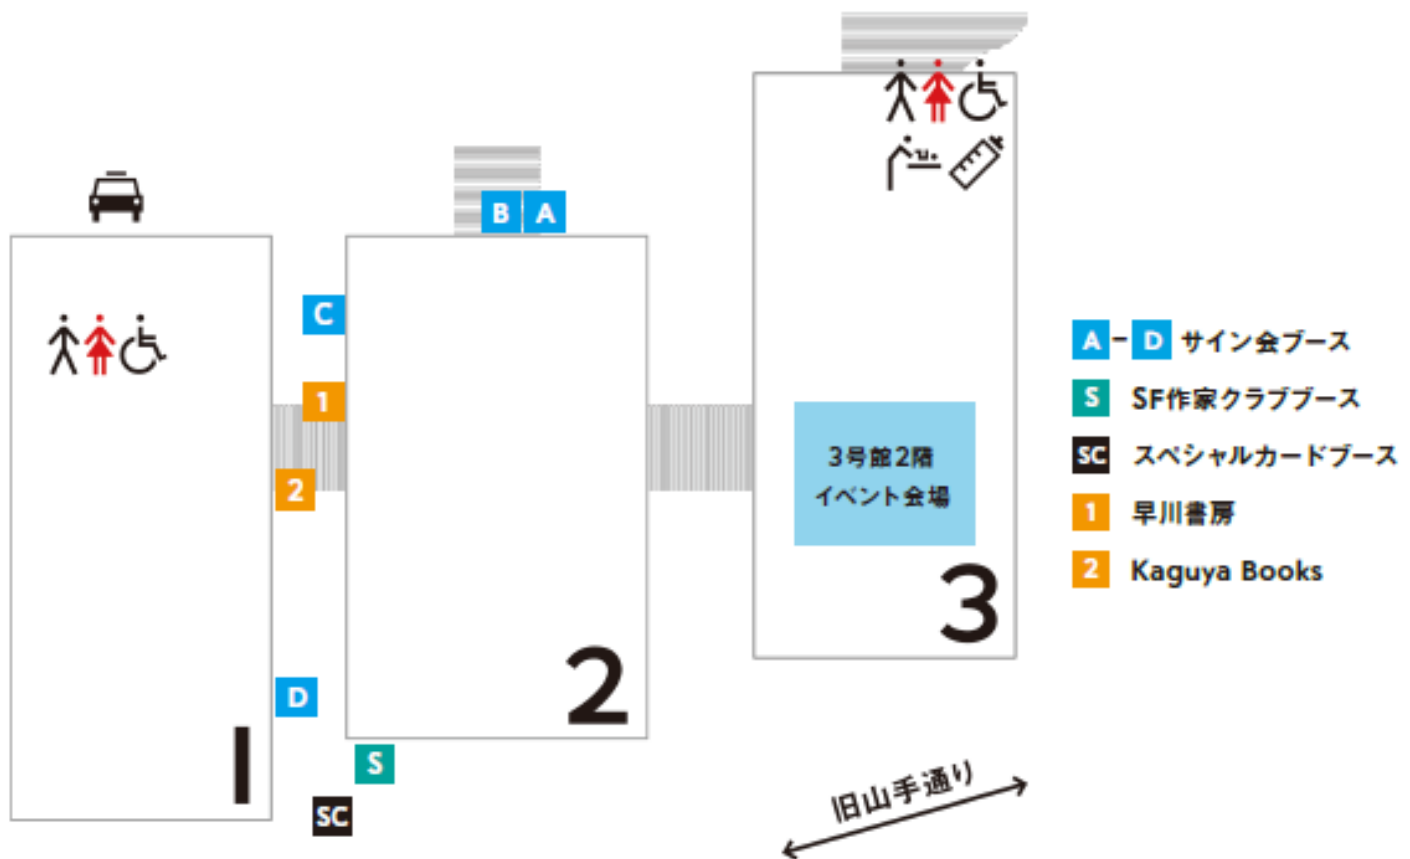 B A
C
1
2
D
1
2
3
S
SC
3号館2階
イベント会場
旧山手通り
A-D サイン会ブース
S SF作家クラブブース
SC スペシャルカードブース
1 早川書房
2 Kaguya Books